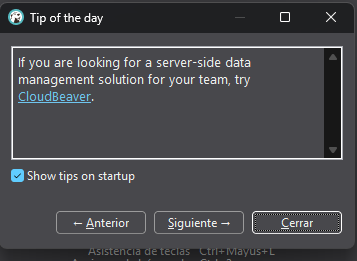 Tip of the day
If you are looking for a server-side data
management solution for your team, try
CloudBeaver.
Show tips on startup
← Anterior
Siguiente →
Cerrar
Asistencia de teclas Ctrl+Mayús+L